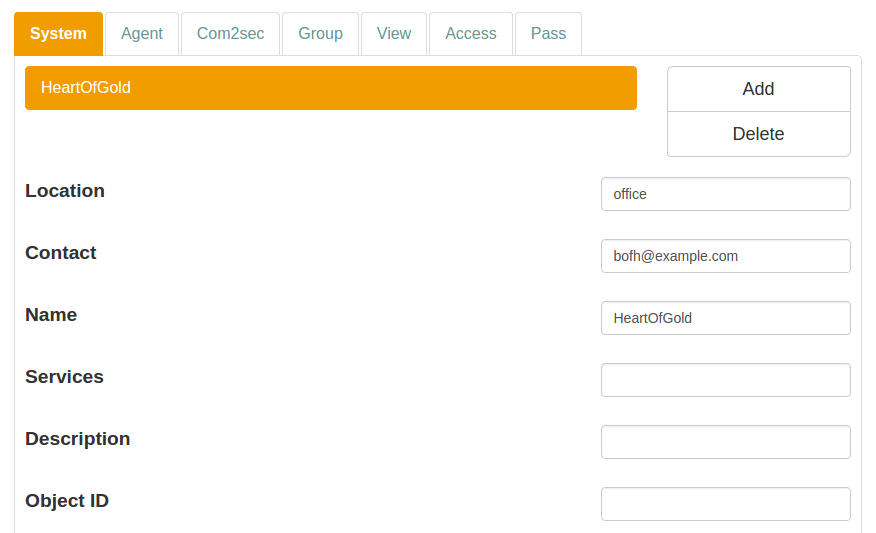 System Agent Com2sec Group View Access Pass
HeartOfGold
Add
Delete
Location office
Contact bofh@example.com
Name HeartOfGold
Services
Description
Object ID